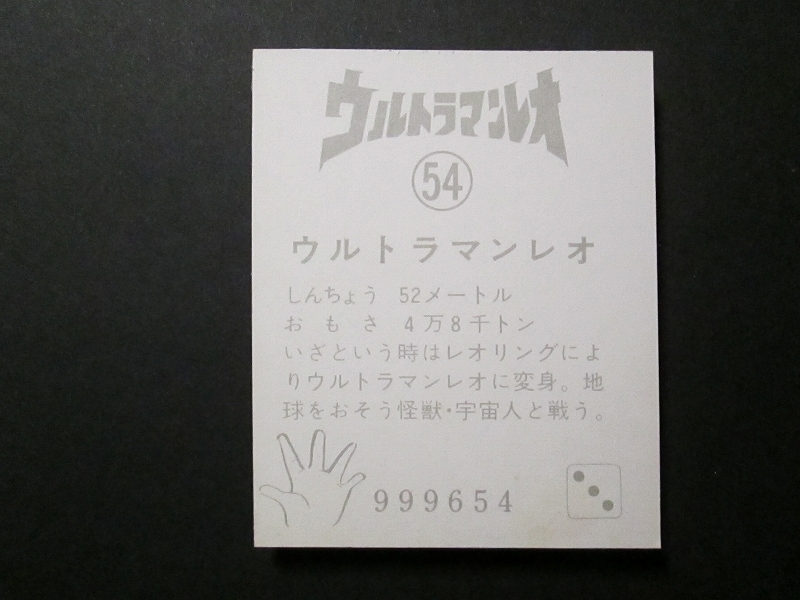 ウルトラマンレオ
54
ウルトラマンレオ
しんちょう 52メートル
おもさ 4万8千トン
いざという時はレオリングによ
りウルトラマンレオに変身。地
球をおそう怪獣・宇宙人と戦う。
999654